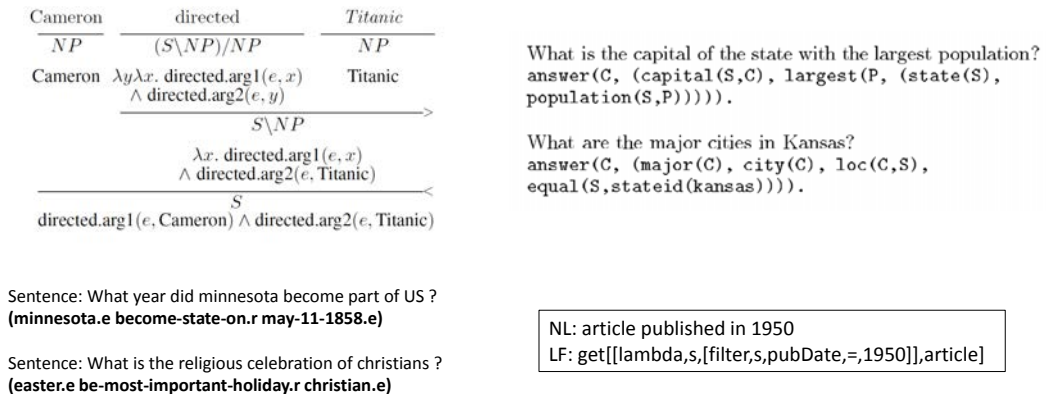 Cameron directed Titanic
NP (S\NP)/NP NP
Cameron λyλx. directed.arg1(e, x) Titanic
∧ directed.arg2(e, y)
>
S\NP
λx. directed.arg1(e, x)
∧ directed.arg2(e, Titanic)
<
S
directed.arg1(e, Cameron) ∧ directed.arg2(e, Titanic)
What is the capital of the state with the largest population?
answer(C, (capital(S,C), largest(P, (state(S),
population(S,P))))).
What are the major cities in Kansas?
answer(C, (major(C), city(C), loc(C,S),
equal(S,stateid(kansas)))).
Sentence: What year did minnesota become part of US ?
(minnesota.e become-state-on.r may-11-1858.e)
Sentence: What is the religious celebration of christians ?
(easter.e be-most-important-holiday.r christian.e)
NL: article published in 1950
LF: get[[lambda,s,[filter,s,pubDate,=,1950]],article]